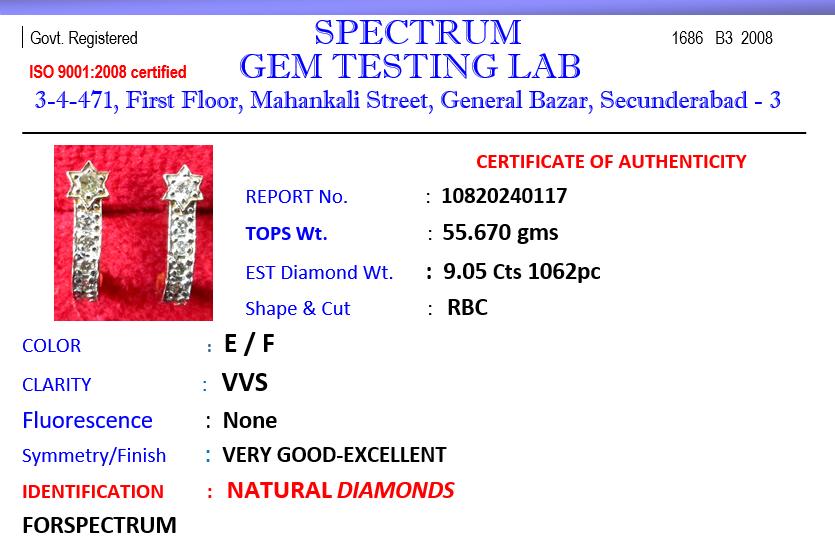 Govt. Registered
SPECTRUM
1686 B3 2008
ISO 9001:2008 certified
GEM TESTING LAB
3-4-471, First Floor, Mahankali Street, General Bazar, Secunderabad - 3
CERTIFICATE OF AUTHENTICITY
REPORT No. : 10820240117
TOPS Wt. : 55.670 gms
EST Diamond Wt. : 9.05 Cts 1062pc
Shape & Cut : RBC
COLOR : E / F
CLARITY : VVS
Fluorescence : None
Symmetry/Finish : VERY GOOD-EXCELLENT
IDENTIFICATION : NATURAL DIAMONDS
FORSPECTRUM